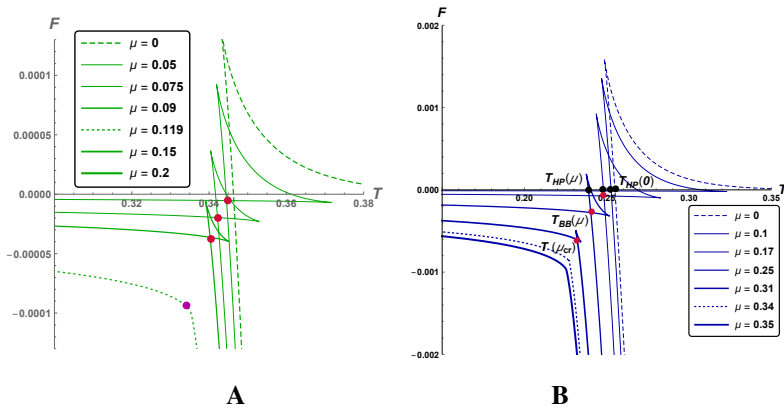 F
μ = 0
μ = 0.05
μ = 0.075
μ = 0.09
μ = 0.119
μ = 0.15
μ = 0.2
0.0001
0.00005
0.0000
-0.00005
-0.0001
0.32
0.34
0.36
0.38
T
A
F
0.002
0.001
0.000
-0.001
-0.002
0.20
0.25
0.30
0.35
T
T_HP(μ)
T_HP(0)
T_BB(μ)
T(μ_cr)
μ = 0
μ = 0.1
μ = 0.17
μ = 0.25
μ = 0.31
μ = 0.34
μ = 0.35
B